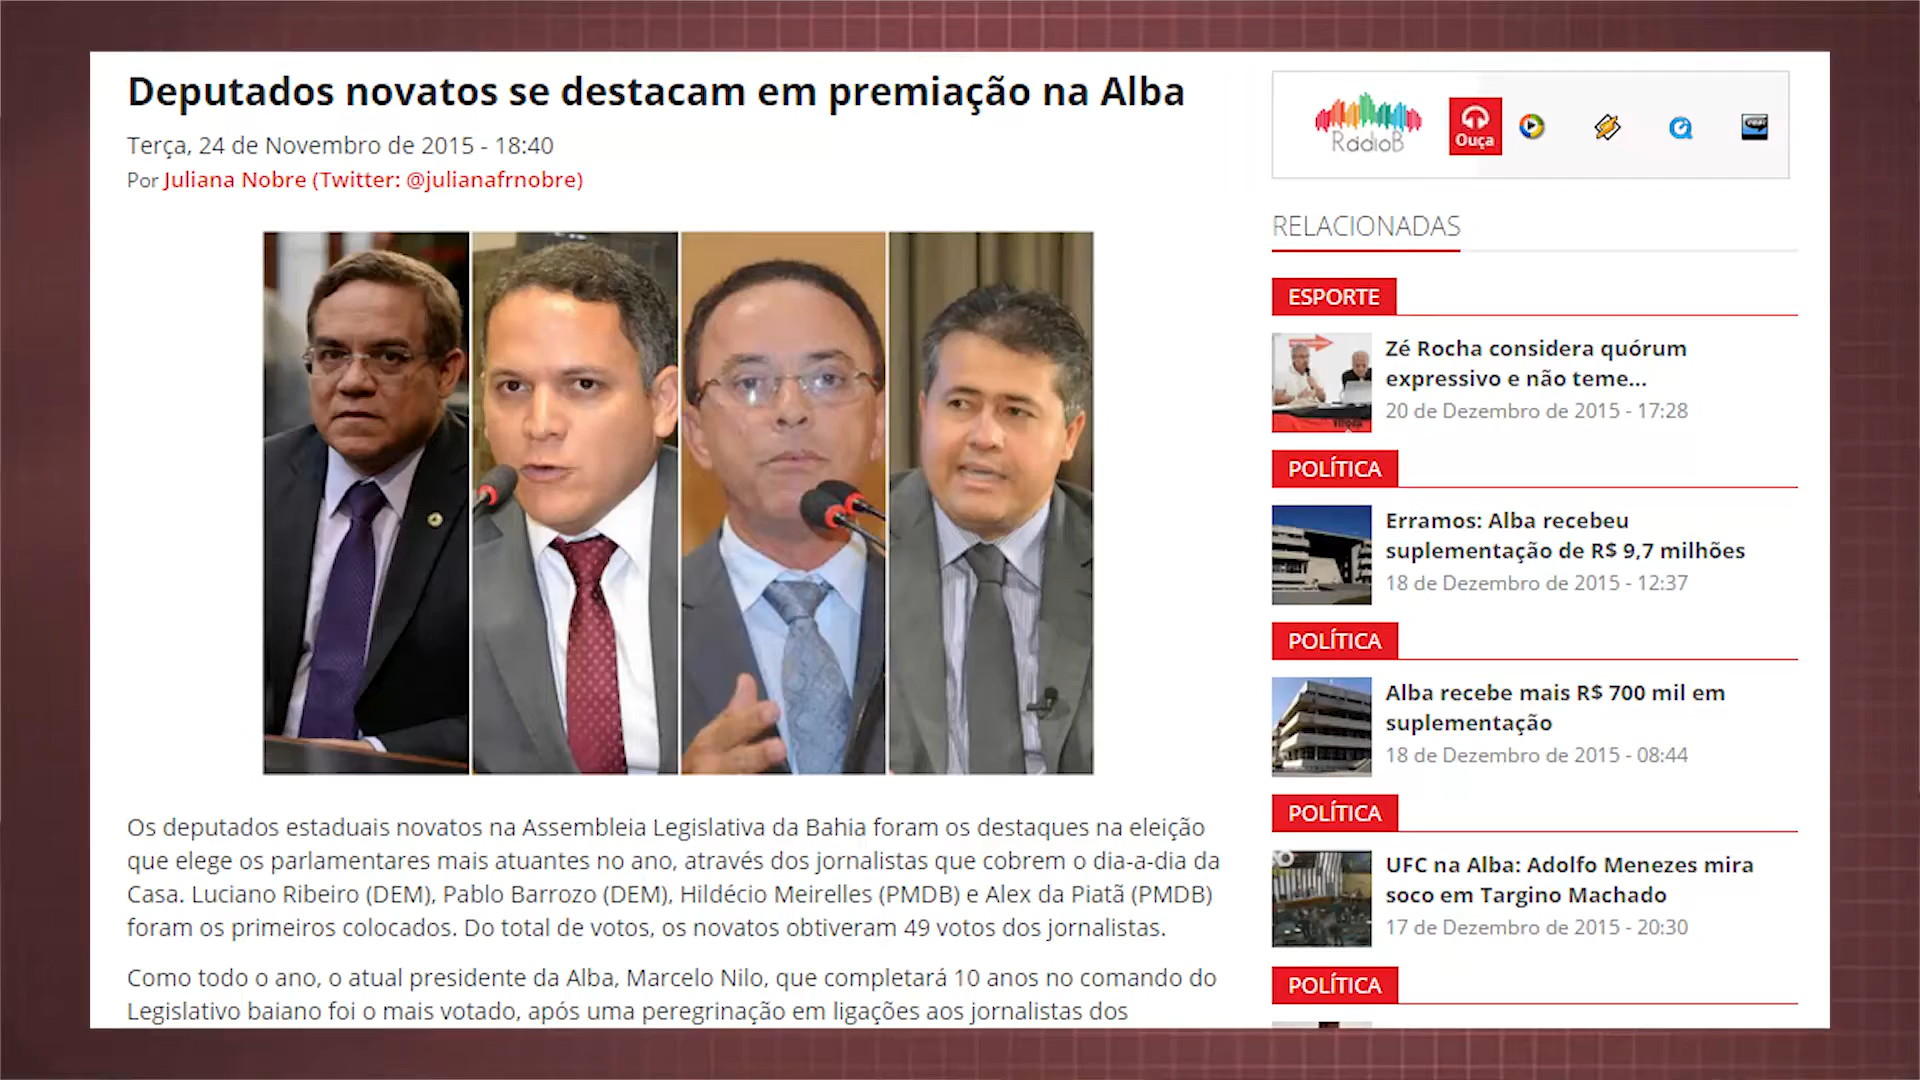 Deputados novatos se destacam em premiação na Alba
Terça, 24 de Novembro de 2015 - 18:40
Por Juliana Nobre (Twitter: @julianafrnobre)
Os deputados estaduais novatos na Assembleia Legislativa da Bahia foram os destaques na eleição
que elege os parlamentares mais atuantes no ano, através dos jornalistas que cobrem o dia-a-dia da
Casa. Luciano Ribeiro (DEM), Pablo Barrozo (DEM), Hildécio Meirelles (PMDB) e Alex da Piatã (PMDB)
foram os primeiros colocados. Do total de votos, os novatos obtiveram 49 votos dos jornalistas.
Como todo o ano, o atual presidente da Alba, Marcelo Nilo, que completará 10 anos no comando do
Legislativo baiano foi o mais votado, após uma peregrinação em ligações aos jornalistas dos
RádioB
Ouça
RELACIONADAS
ESPORTE
Zé Rocha considera quórum
expressivo e não teme...
20 de Dezembro de 2015 - 17:28
POLÍTICA
Erramos: Alba recebeu
suplementação de R$ 9,7 milhões
18 de Dezembro de 2015 - 12:37
POLÍTICA
Alba recebe mais R$ 700 mil em
suplementação
18 de Dezembro de 2015 - 08:44
POLÍTICA
UFC na Alba: Adolfo Menezes mira
soco em Targino Machado
17 de Dezembro de 2015 - 20:30
POLÍTICA